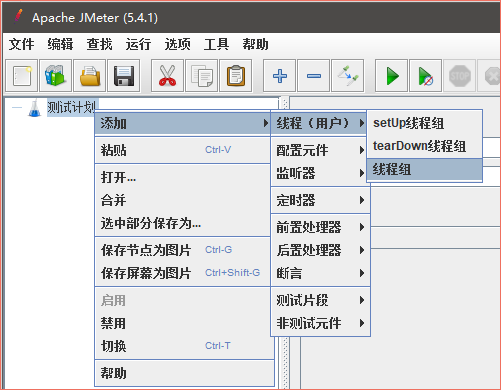 Apache JMeter (5.4.1)
文件 编辑 查找 运行 选项 工具 帮助
STOP
测试计划
添加
粘贴 Ctrl-V
打开...
合并
选中部分保存为...
保存节点为图片 Ctrl-G
保存屏幕为图片 Ctrl+Shift-G
启用
禁用
切换 Ctrl-T
帮助
线程（用户）
配置元件
监听器
定时器
前置处理器
后置处理器
断言
测试片段
非测试元件
setUp线程组
tearDown线程组
线程组